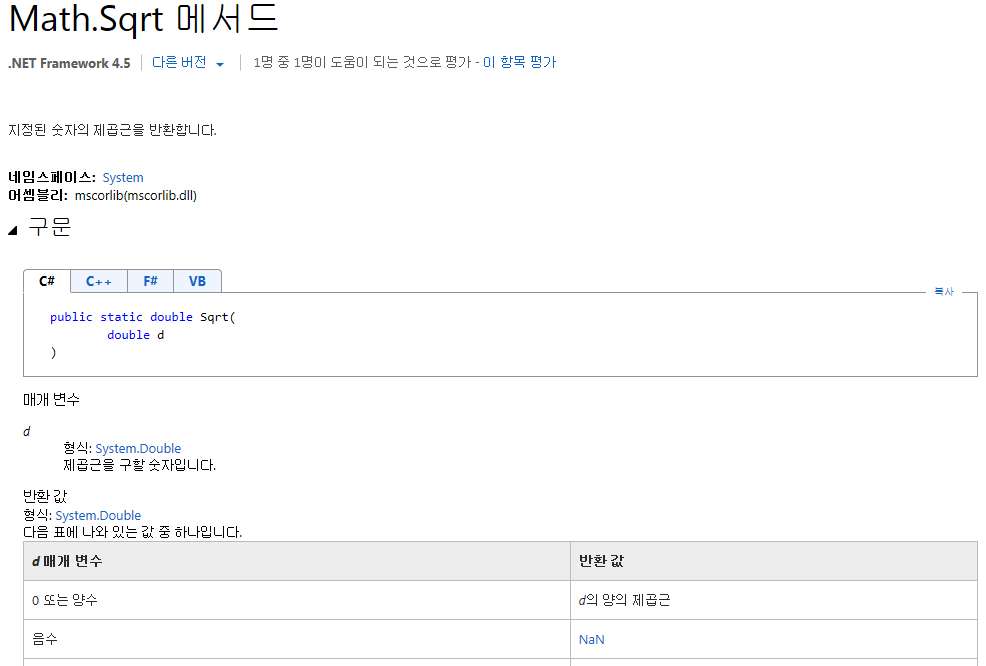 Math.Sqrt 메서드
.NET Framework 4.5 다른 버전 1명 중 1명이 도움이 되는 것으로 평가 - 이 항목 평가
지정된 숫자의 제곱근을 반환합니다.
네임스페이스: System
어셈블리: mscorlib(mscorlib.dll)
구문
C# C++ F# VB
복사
public static double Sqrt(
double d
)
매개 변수
d
형식: System.Double
제곱근을 구할 숫자입니다.
반환 값
형식: System.Double
다음 표에 나와 있는 값 중 하나입니다.
d 매개 변수 반환 값
0 또는 양수 d의 양의 제곱근
음수 NaN